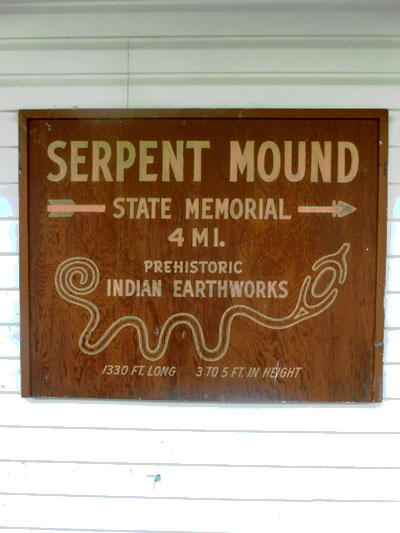 SERPENT MOUND
STATE MEMORIAL
4 MI.
PREHISTORIC
INDIAN EARTHWORKS
1330 FT. LONG 3 TO 5 FT. IN HEIGHT